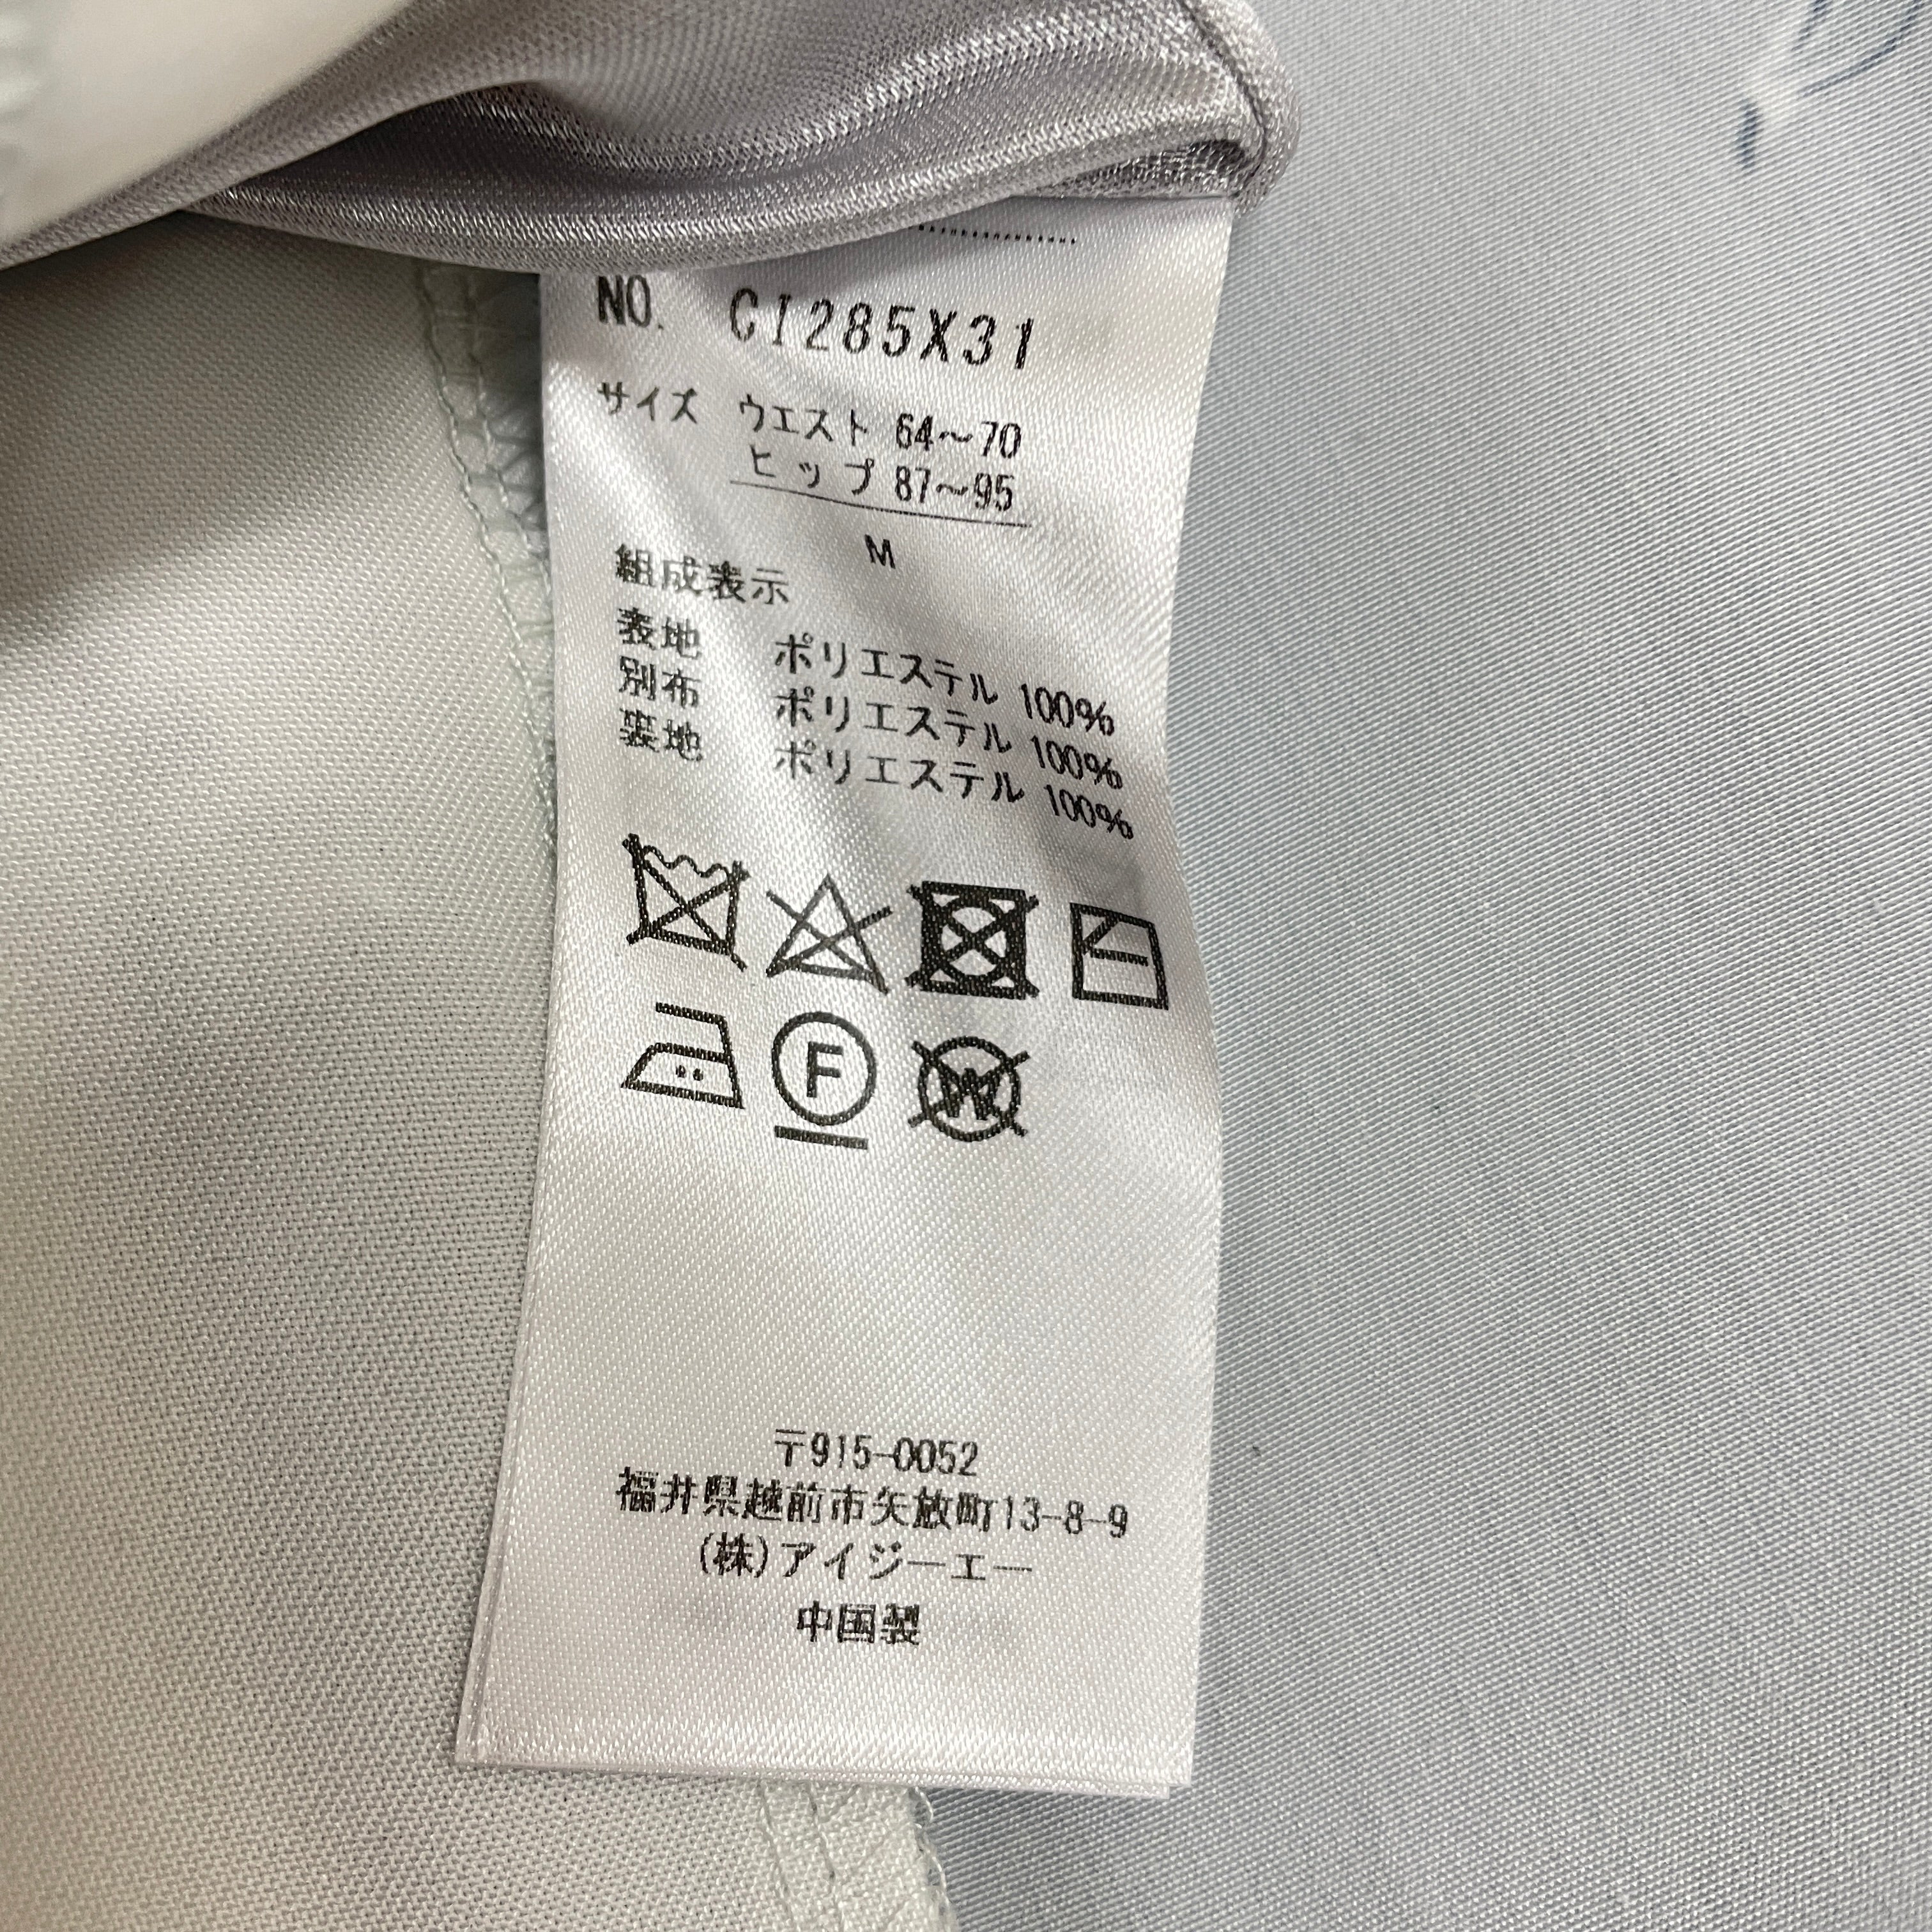 NO. CI285X31
サイズ ウエスト 64〜70
ヒップ 87〜95
M
組成表示
表地 ポリエステル 100%
別布 ポリエステル 100%
裏地 ポリエステル 100%
F
W
〒915-0052
福井県越前市矢放町13-8-9
(株)アイジーエー
中国製